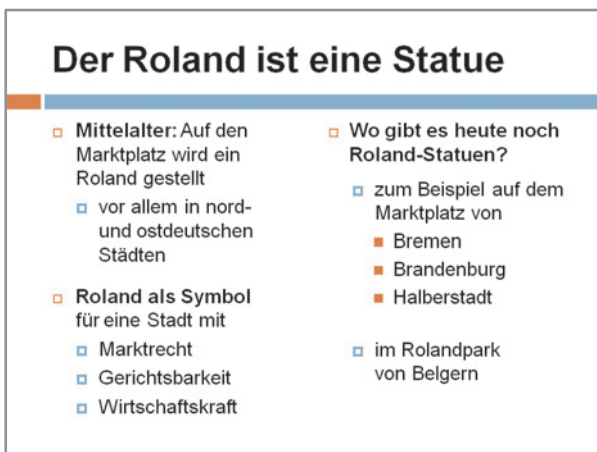 Der Roland ist eine Statue
Mittelalter: Auf den
Marktplatz wird ein
Roland gestellt
vor allem in nord-
und ostdeutschen
Städten
Roland als Symbol
für eine Stadt mit
Marktrecht
Gerichtsbarkeit
Wirtschaftskraft
Wo gibt es heute noch
Roland-Statuen?
zum Beispiel auf dem
Marktplatz von
Bremen
Brandenburg
Halberstadt
im Rolandpark
von Belgern